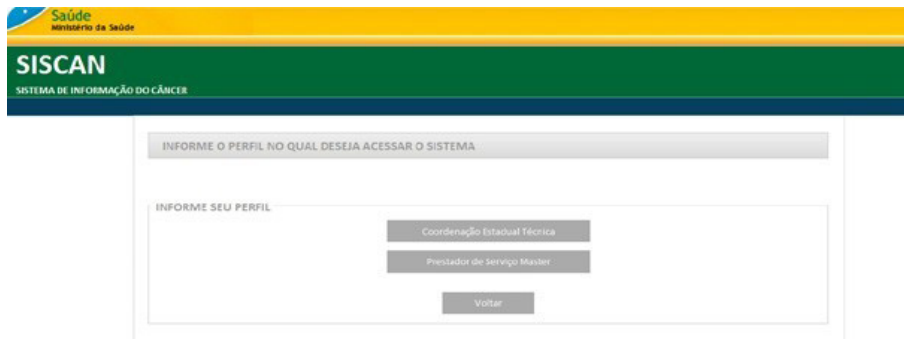 Saúde
Ministério da Saúde
SISCAN
SISTEMA DE INFORMAÇÃO DO CÂNCER
INFORME O PERFIL NO QUAL DESEJA ACESSAR O SISTEMA
INFORME SEU PERFIL
Coordenação Estadual Técnica
Prestador de Serviço Master
Voltar